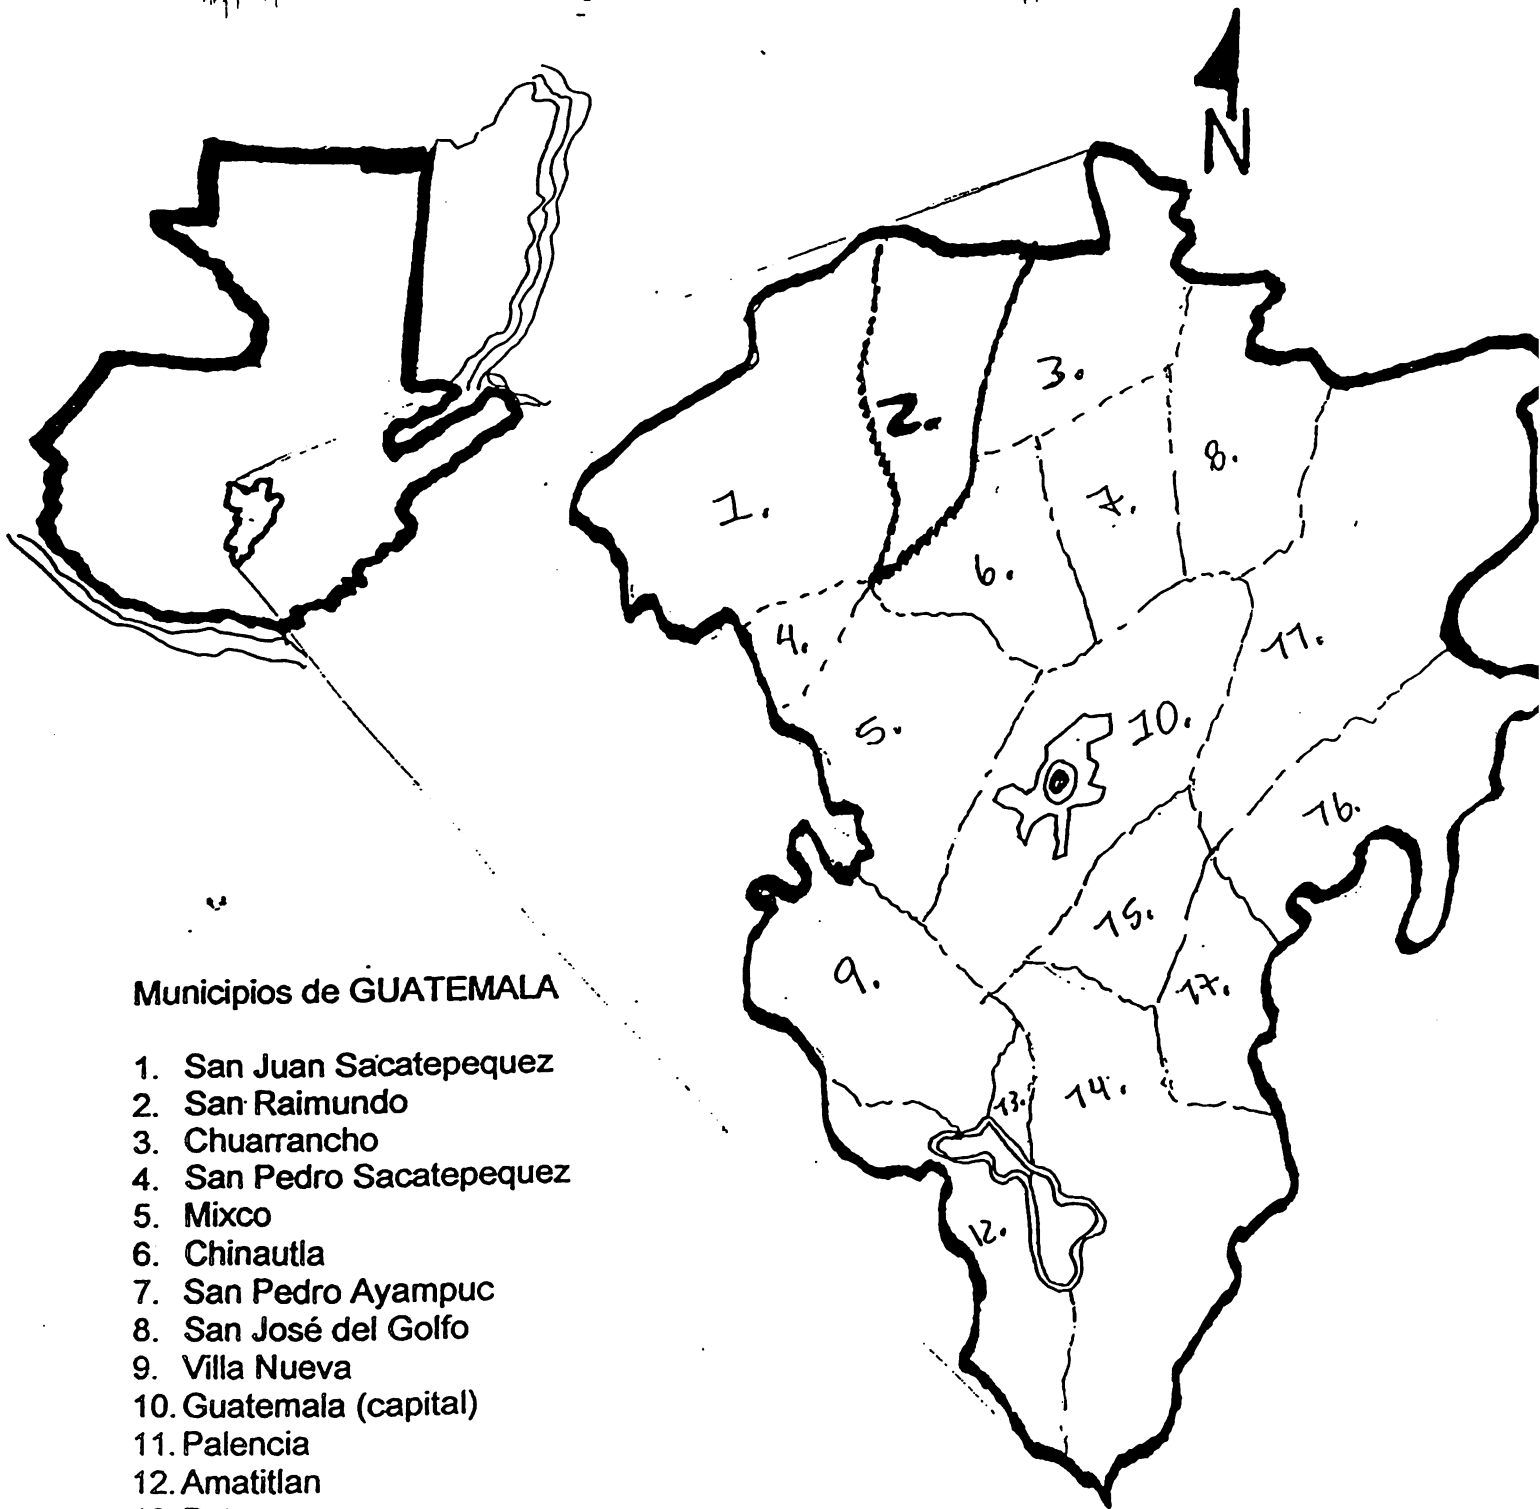 N
3.
2.
8.
1.
7.
6.
4.
11.
5.
10.
16.
15.
9.
17.
14.
13.
12.
Municipios de GUATEMALA
1. San Juan Sacatepequez
2. San Raimundo
3. Chuarrancho
4. San Pedro Sacatepequez
5. Mixco
6. Chinautla
7. San Pedro Ayampuc
8. San José del Golfo
9. Villa Nueva
10. Guatemala (capital)
11. Palencia
12. Amatitlan